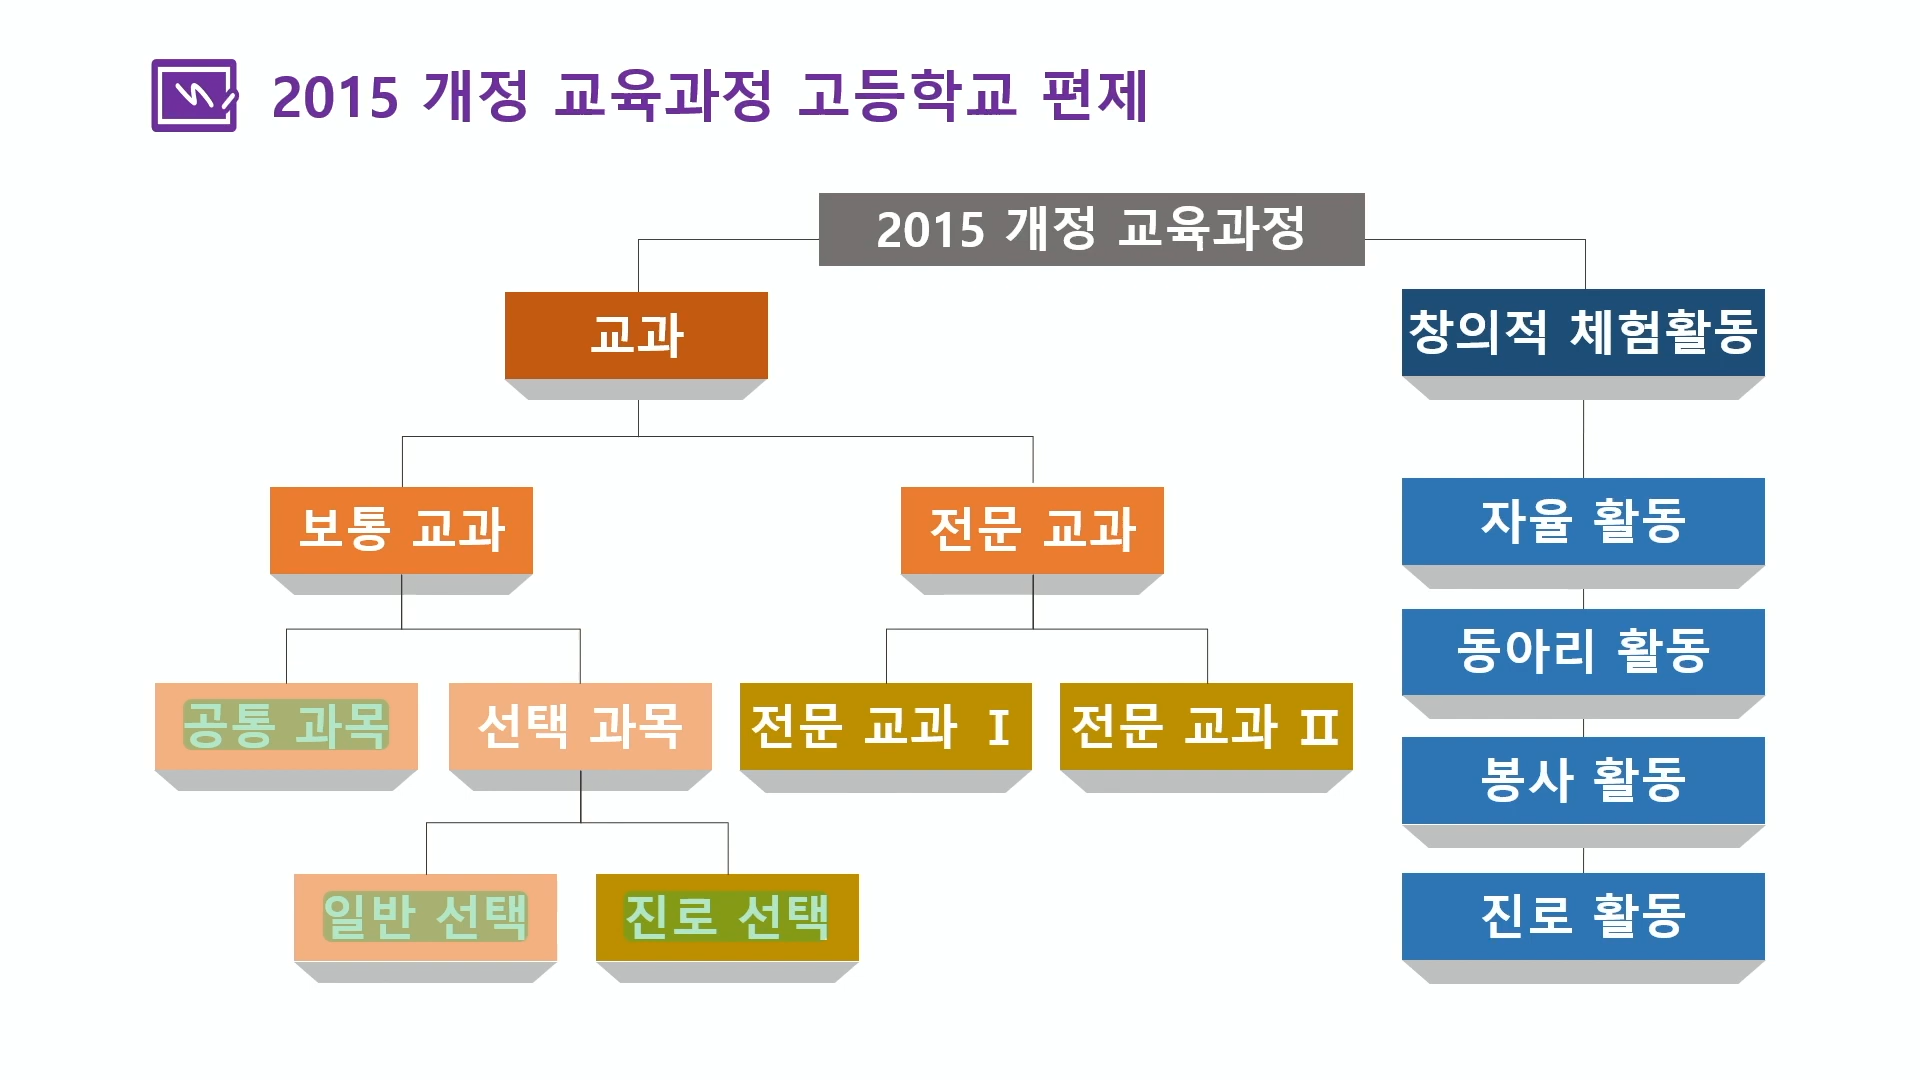 2015 개정 교육과정 고등학교 편제
2015 개정 교육과정
교과
창의적 체험활동
보통 교과
전문 교과
자율 활동
동아리 활동
공통 과목
선택 과목
전문 교과 Ⅰ
전문 교과 Ⅱ
봉사 활동
일반 선택
진로 선택
진로 활동